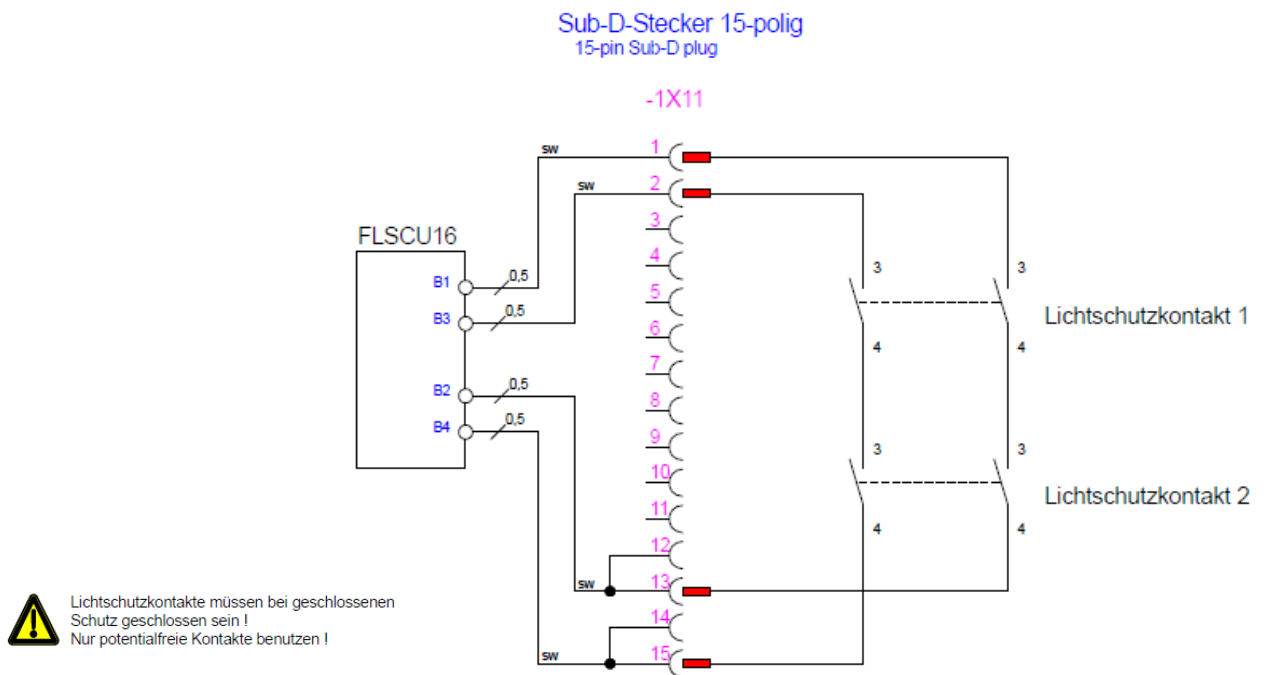 Sub-D-Stecker 15-polig
15-pin Sub-D plug
-1X11
sw
1
sw
2
3
FLSCU16
4
3
3
B1
0,5
5
Lichtschutzkontakt 1
B3
0,5
6
4
4
7
B2
0,5
8
B4
0,5
9
3
3
10
Lichtschutzkontakt 2
11
4
4
12
sw
13
Lichtschutzkontakte müssen bei geschlossenen
Schutz geschlossen sein !
Nur potentialfreie Kontakte benutzen !
14
sw
15